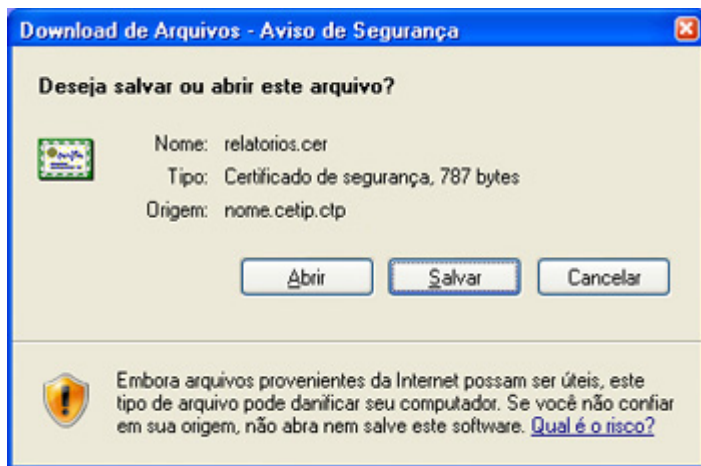 Download de Arquivos - Aviso de Segurança
Deseja salvar ou abrir este arquivo?
Nome: relatorios.cer
Tipo: Certificado de segurança, 787 bytes
Origem: nome.cetip.ctp
Abrir Salvar Cancelar
Embora arquivos provenientes da Internet possam ser úteis, este
tipo de arquivo pode danificar seu computador. Se você não confiar
em sua origem, não abra nem salve este software. Qual é o risco?